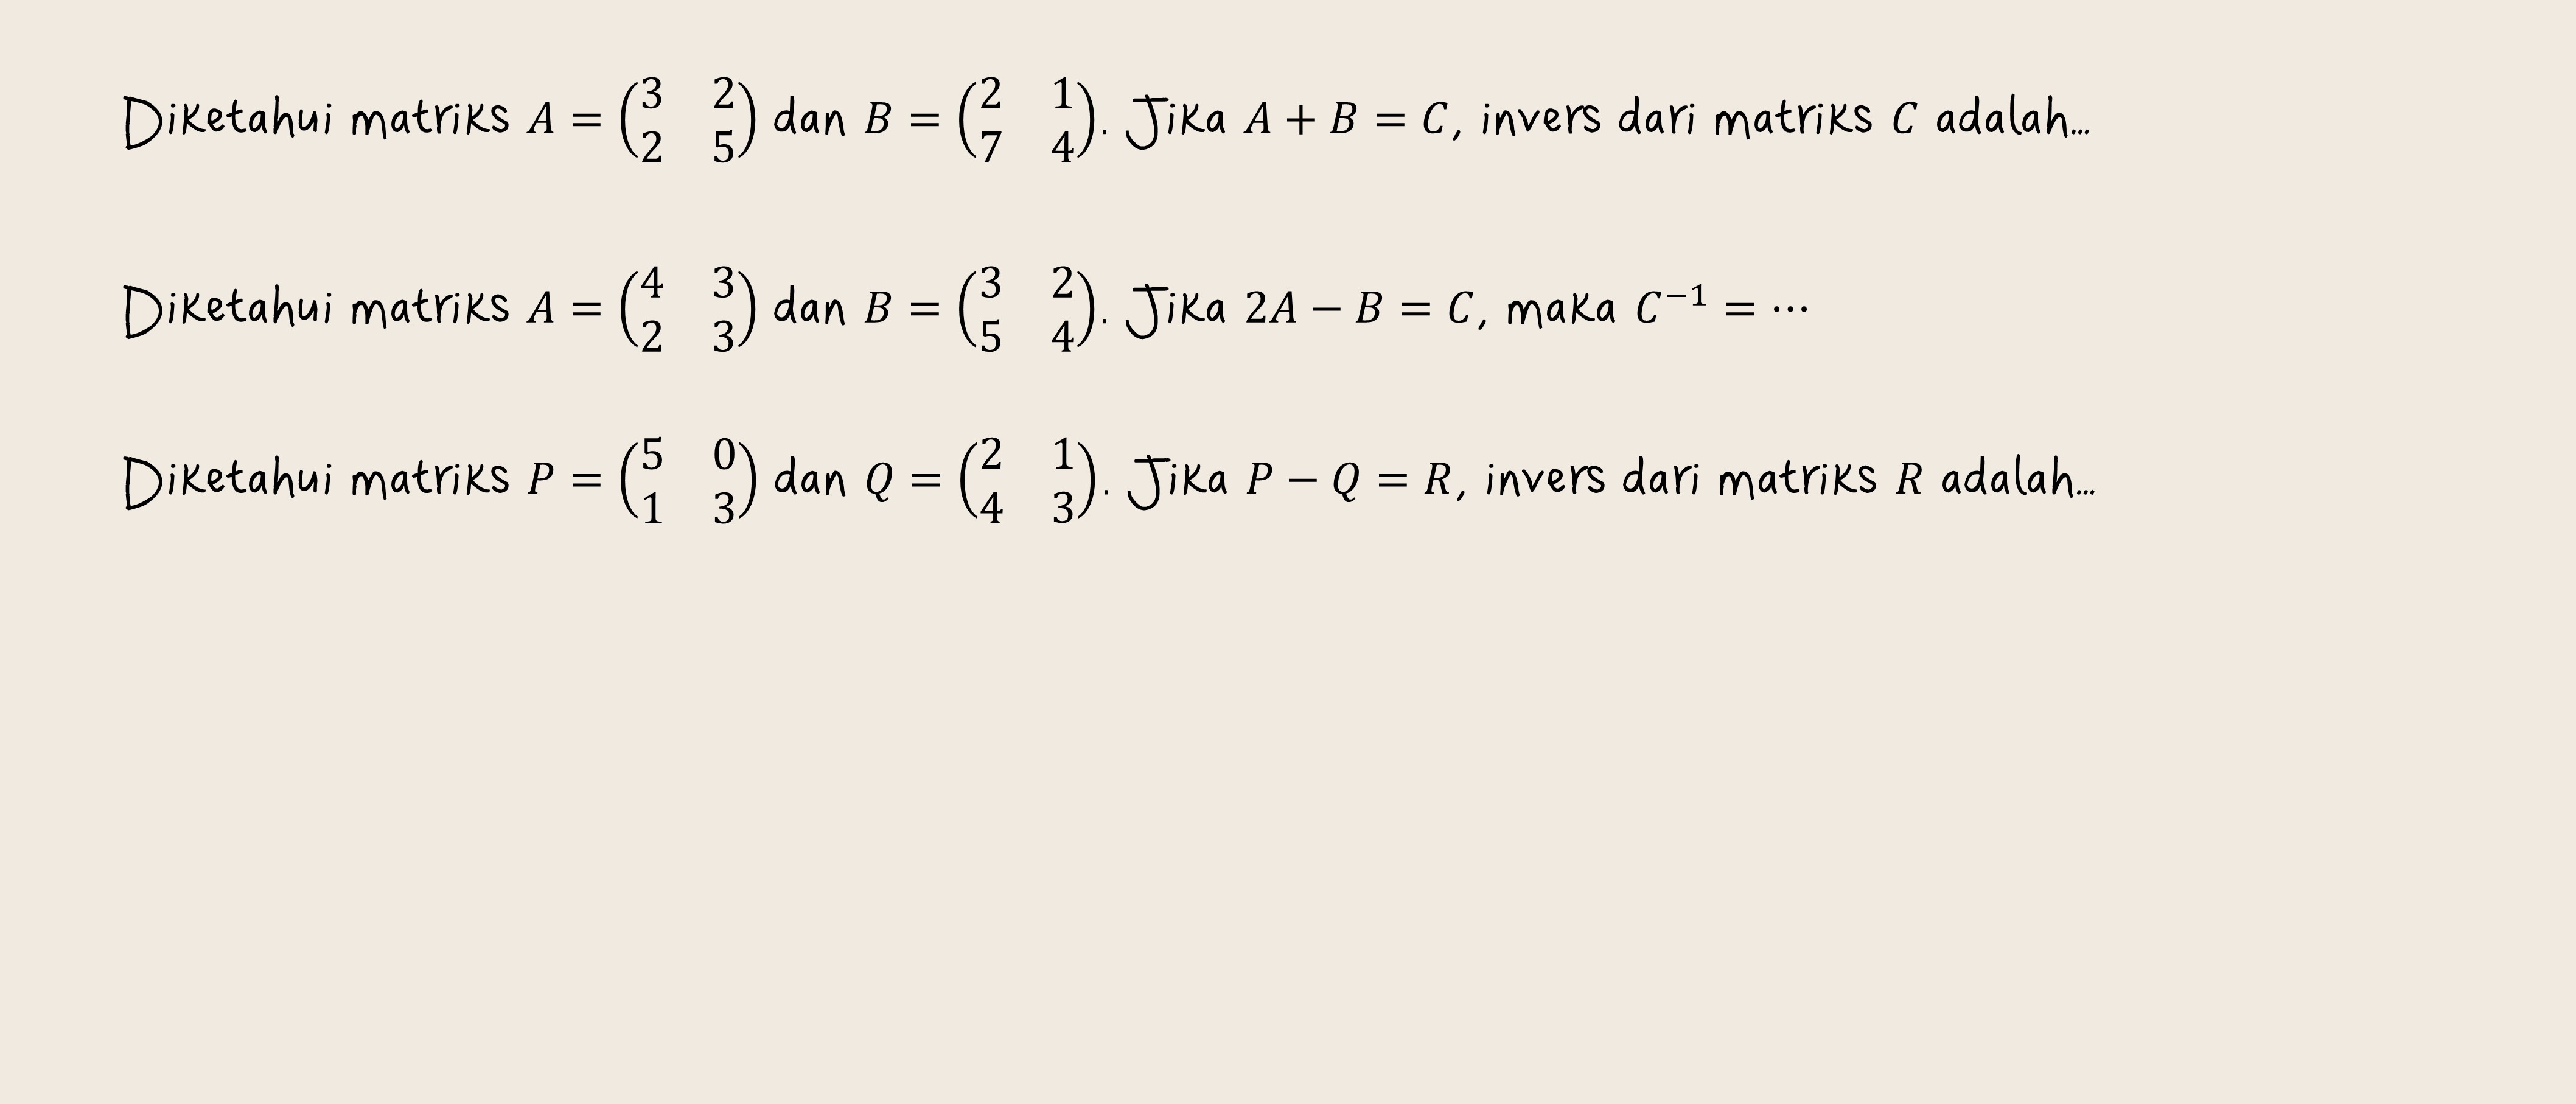 Diketahui matriks $A = \begin{pmatrix} 3 & 2 \\ 2 & 5 \end{pmatrix}$ dan $B = \begin{pmatrix} 2 & 1 \\ 7 & 4 \end{pmatrix}$. Jika $A + B = C$, invers dari matriks $C$ adalah...
Diketahui matriks $A = \begin{pmatrix} 4 & 3 \\ 2 & 3 \end{pmatrix}$ dan $B = \begin{pmatrix} 3 & 2 \\ 5 & 4 \end{pmatrix}$. Jika $2A - B = C$, maka $C^{-1} = \cdots$
Diketahui matriks $P = \begin{pmatrix} 5 & 0 \\ 1 & 3 \end{pmatrix}$ dan $Q = \begin{pmatrix} 2 & 1 \\ 4 & 3 \end{pmatrix}$. Jika $P - Q = R$, invers dari matriks $R$ adalah...